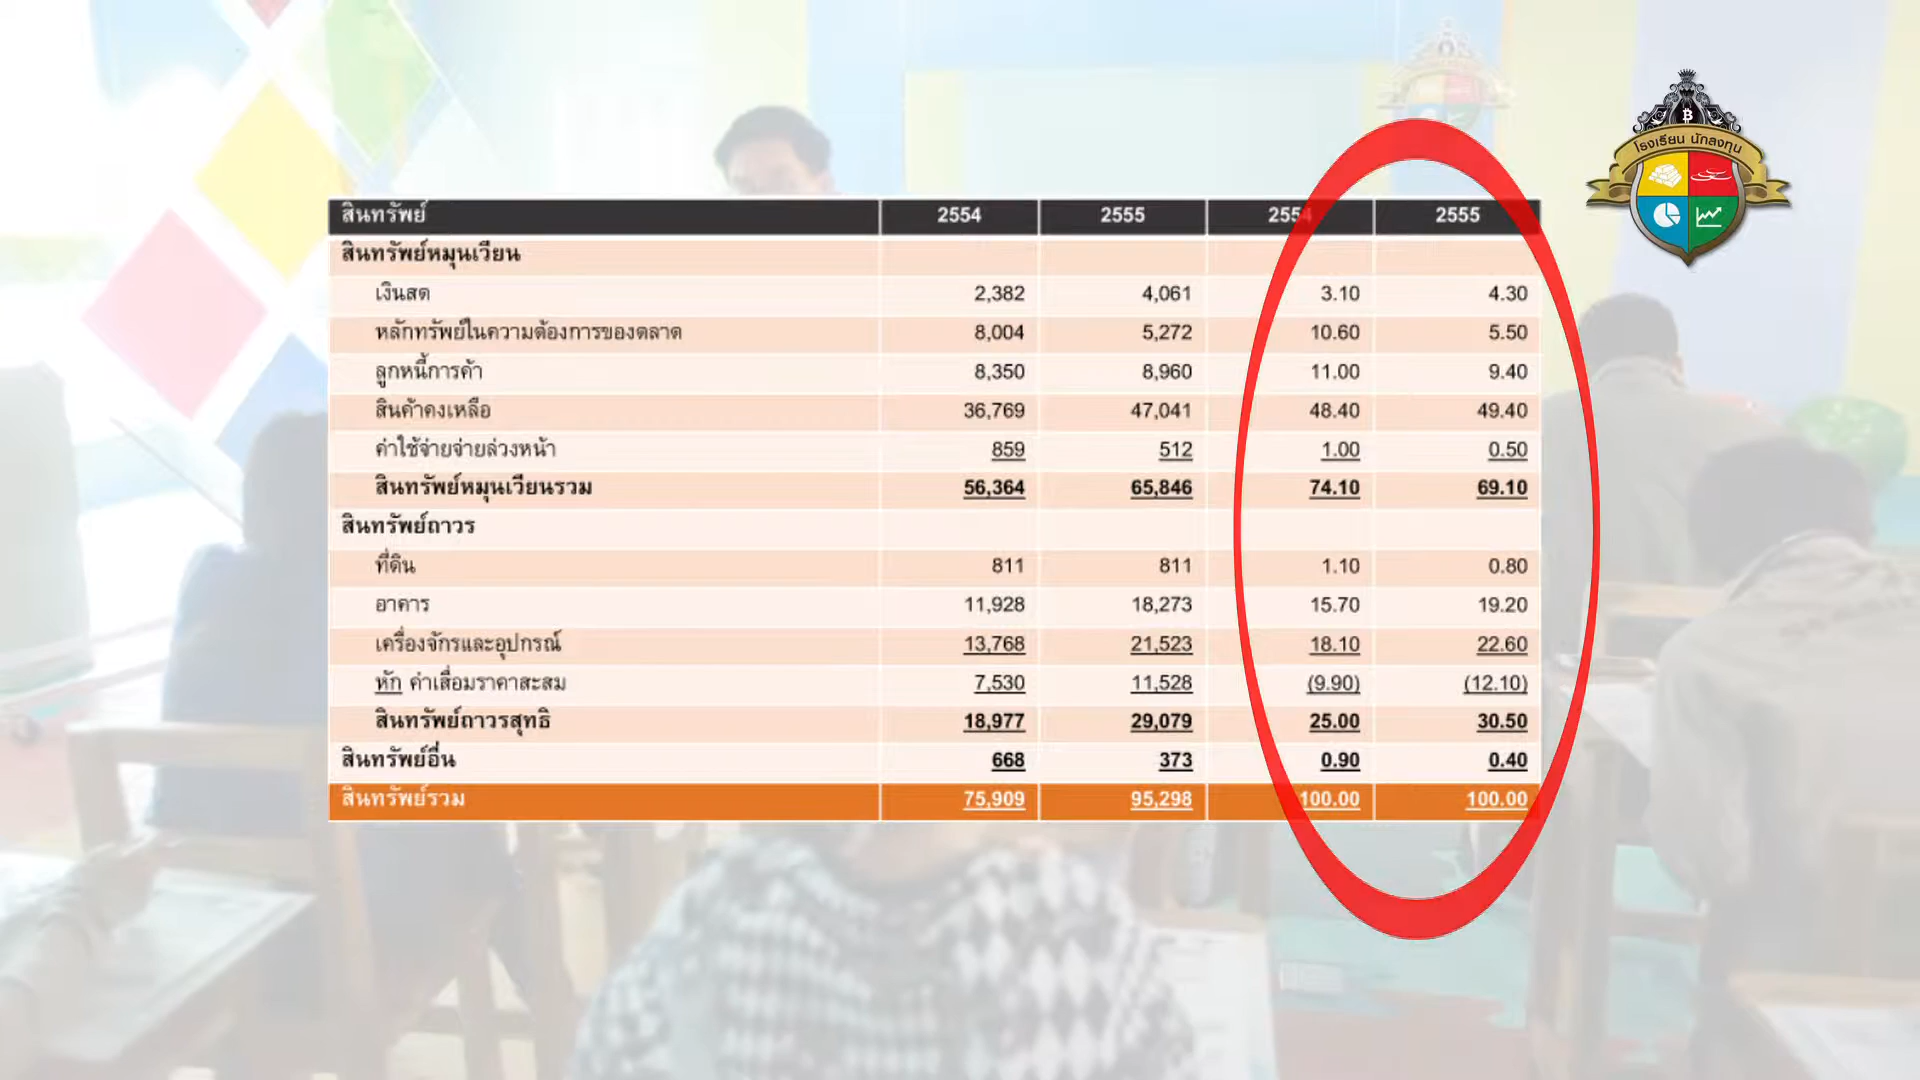 โรงเรียน นักลงทุน
สินทรัพย์ 2554 2555 2554 2555
สินทรัพย์หมุนเวียน
เงินสด 2,382 4,061 3.10 4.30
หลักทรัพย์ในความต้องการของตลาด 8,004 5,272 10.60 5.50
ลูกหนี้การค้า 8,350 8,960 11.00 9.40
สินค้าคงเหลือ 36,769 47,041 48.40 49.40
ค่าใช้จ่ายจ่ายล่วงหน้า 859 512 1.00 0.50
สินทรัพย์หมุนเวียนรวม 56,364 65,846 74.10 69.10
สินทรัพย์ถาวร
ที่ดิน 811 811 1.10 0.80
อาคาร 11,928 18,273 15.70 19.20
เครื่องจักรและอุปกรณ์ 13,768 21,523 18.10 22.60
หัก ค่าเสื่อมราคาสะสม 7,530 11,528 (9.90) (12.10)
สินทรัพย์ถาวรสุทธิ 18,977 29,079 25.00 30.50
สินทรัพย์อื่น 668 373 0.90 0.40
สินทรัพย์รวม 75,909 95,298 100.00 100.00